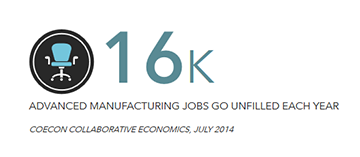 16K
ADVANCED MANUFACTURING JOBS GO UNFILLED EACH YEAR
COECON COLLABORATIVE ECONOMICS, JULY 2014